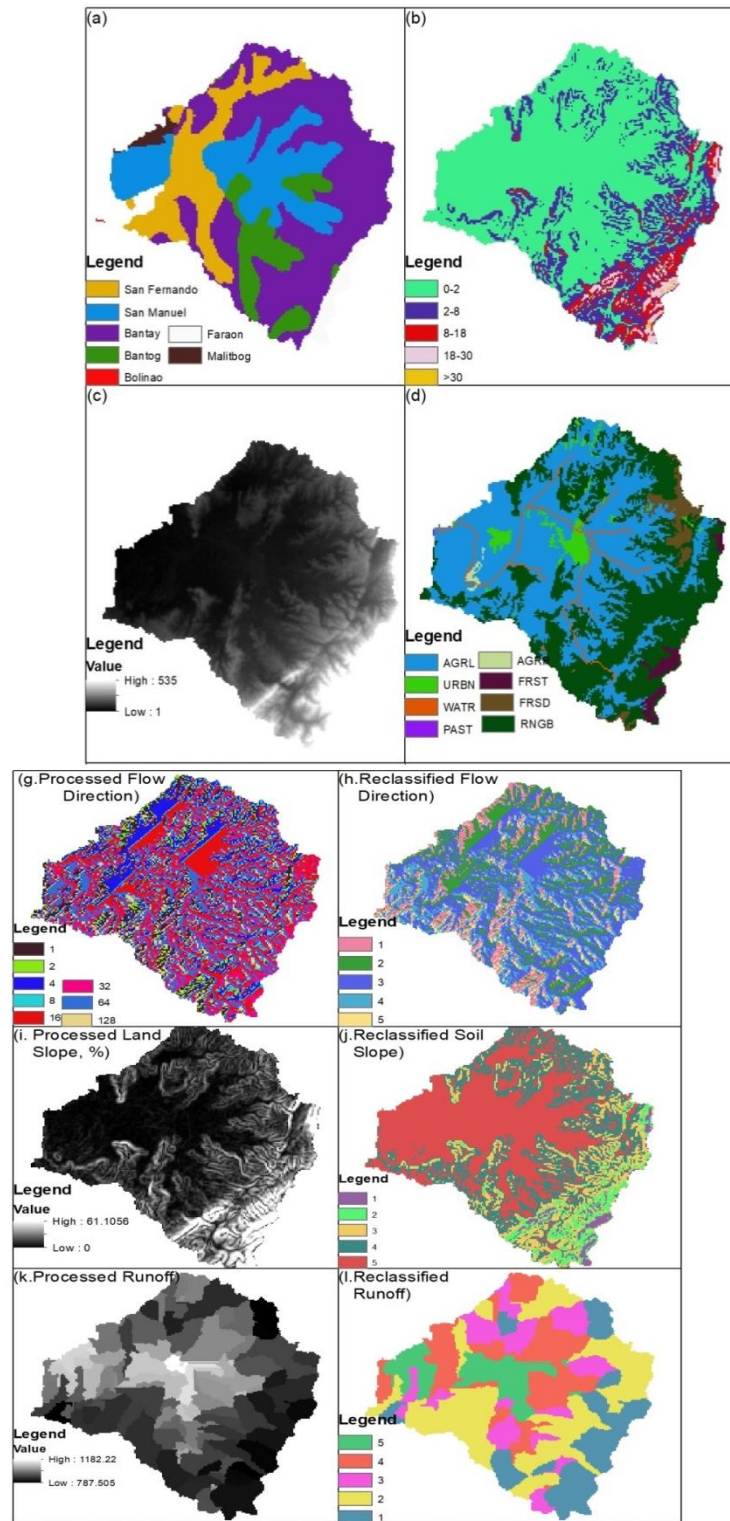 (a)
Legend
San Fernando
San Manuel
Bantay
Faraon
Bantog
Malitbog
Bolinao
(b)
Legend
0-2
2-8
8-18
18-30
>30
(c)
Legend
Value
High : 535
Low : 1
(d)
Legend
AGRL
URBN
FRST
WATR
FRSD
PAST
RNGB
(g.Processed Flow
Direction)
Legend
1
2
4
32
8
64
16
128
(h.Reclassified Flow
Direction)
Legend
1
2
3
4
5
(i. Processed Land
Slope, %)
Legend
Value
High : 61.1056
Low : 0
(j. Reclassified Soil
Slope)
Legend
1
2
3
4
5
(k.Processed Runoff)
Legend
Value
High : 1182.22
Low : 787.505
(l.Reclassified
Runoff)
Legend
5
4
3
2
1